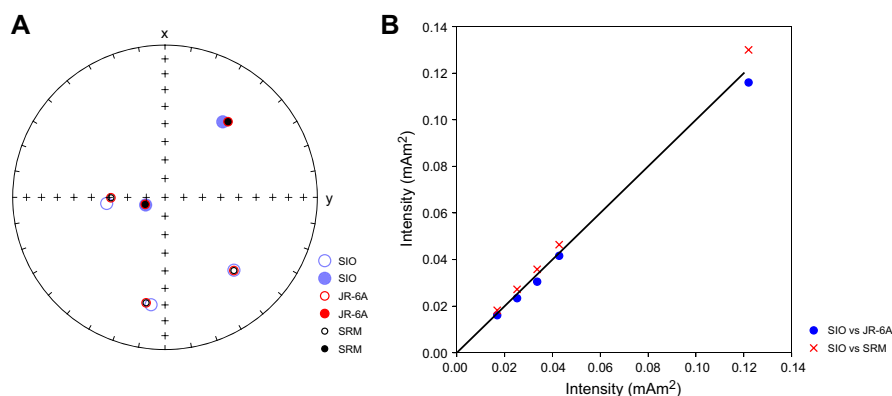 A
x
y
SIO
SIO
JR-6A
JR-6A
SRM
SRM
B
0.14
0.12
0.10
0.08
0.06
0.04
0.02
0.00
Intensity (mAm²)
0.00 0.02 0.04 0.06 0.08 0.10 0.12 0.14
Intensity (mAm²)
SIO vs JR-6A
SIO vs SRM